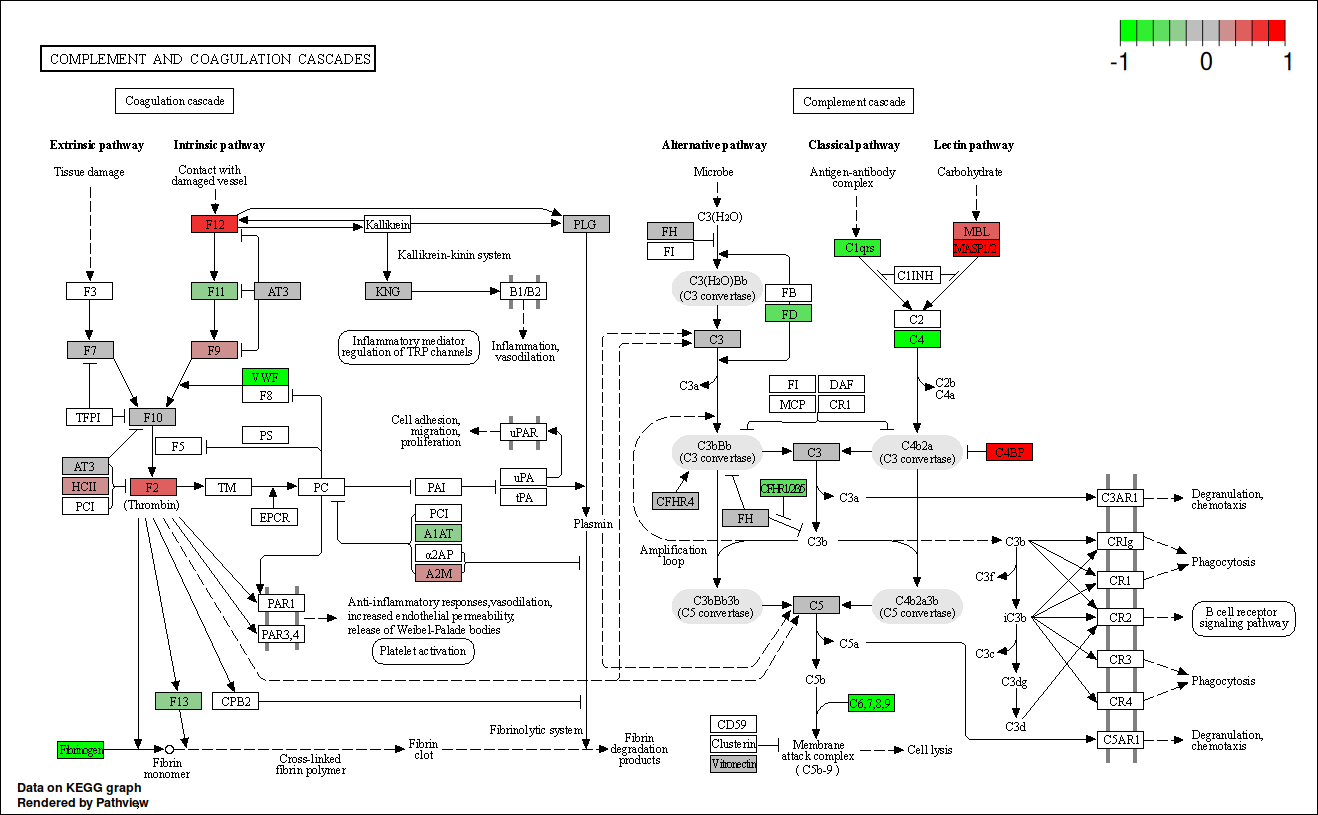 COMPLEMENT AND COAGULATION CASCADES
-1 0 1
Coagulation cascade
Complement cascade
Extrinsic pathway
Intrinsic pathway
Alternative pathway
Classical pathway
Lectin pathway
Tissue damage
Contact with
damaged vessel
Microbe
Antigen-antibody
complex
Carbohydrate
F12
Kallikrein
PLG
C3(H2O)
FH
FI
MBL
MASP1/2
C1qrs
Kallikrein-kinin system
C1INH
F3
F11
AT3
KNG
B1/B2
C3(H2O)Bb
(C3 convertase)
FB
FD
C2
C4
F7
F9
Inflammatory mediator
regulation of TRP channels
Inflammation,
vasodilation
C3
VWF
F8
C3a
FI
DAF
MCP
CR1
C2b
C4a
TFPI
F10
F5
PS
Cell adhesion,
migration,
proliferation
uPAR
C3bBb
(C3 convertase)
C3
C4b2a
(C3 convertase)
C4BP
AT3
HCII
PCI
F2
(Thrombin)
TM
PC
PAI
uPA
tPA
CFHR4
C3a
C3AR1
Degranulation,
chemotaxis
EPCR
PCI
A1AT
α2AP
A2M
Plasmin
FH
Amplification
loop
C3b
C3b
CRIg
Phagocytosis
C3f
CR1
C3bBb3b
(C5 convertase)
C5
C4b2a3b
(C5 convertase)
PAR1
PAR3,4
Anti-inflammatory responses,vasodilation,
increased endothelial permeability,
release of Weibel-Palade bodies
Platelet activation
iC3b
CR2
B cell receptor
signaling pathway
C5a
C3c
CR3
C5b
C3dg
Phagocytosis
F13
CPB2
C6,7,8,9
CR4
C3d
Fibrinolytic system
CD59
Clusterin
Vitronectin
Membrane
attack complex
(C5b-9)
Cell lysis
C5AR1
Degranulation,
chemotaxis
Fibrinogen
Fibrin
monomer
Cross-linked
fibrin polymer
Fibrin
clot
Fibrin
degradation
products
Data on KEGG graph
Rendered by Pathview